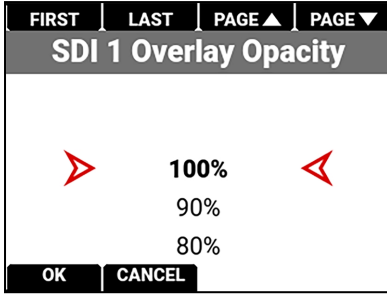 FIRST LAST PAGE▲ PAGE▼
SDI 1 Overlay Opacity
100%
90%
80%
OK CANCEL